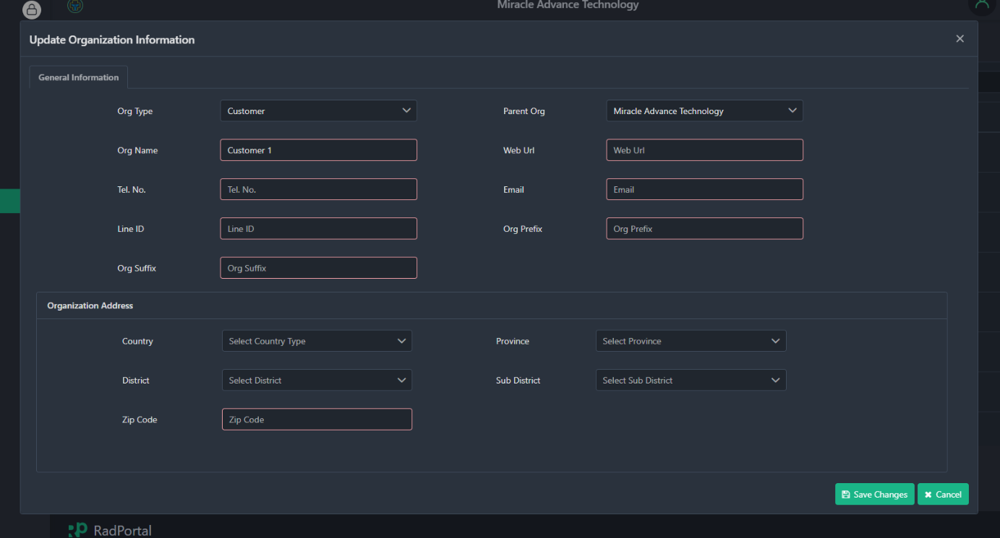 Miracle Advance Technology
Update Organization Information
General Information
Org Type Customer Parent Org Miracle Advance Technology
Org Name Customer 1 Web Url Web Url
Tel. No. Tel. No. Email Email
Line ID Line ID Org Prefix Org Prefix
Org Suffix Org Suffix
Organization Address
Country Select Country Type Province Select Province
District Select District Sub District Select Sub District
Zip Code Zip Code
Save Changes Cancel
rp RadPortal